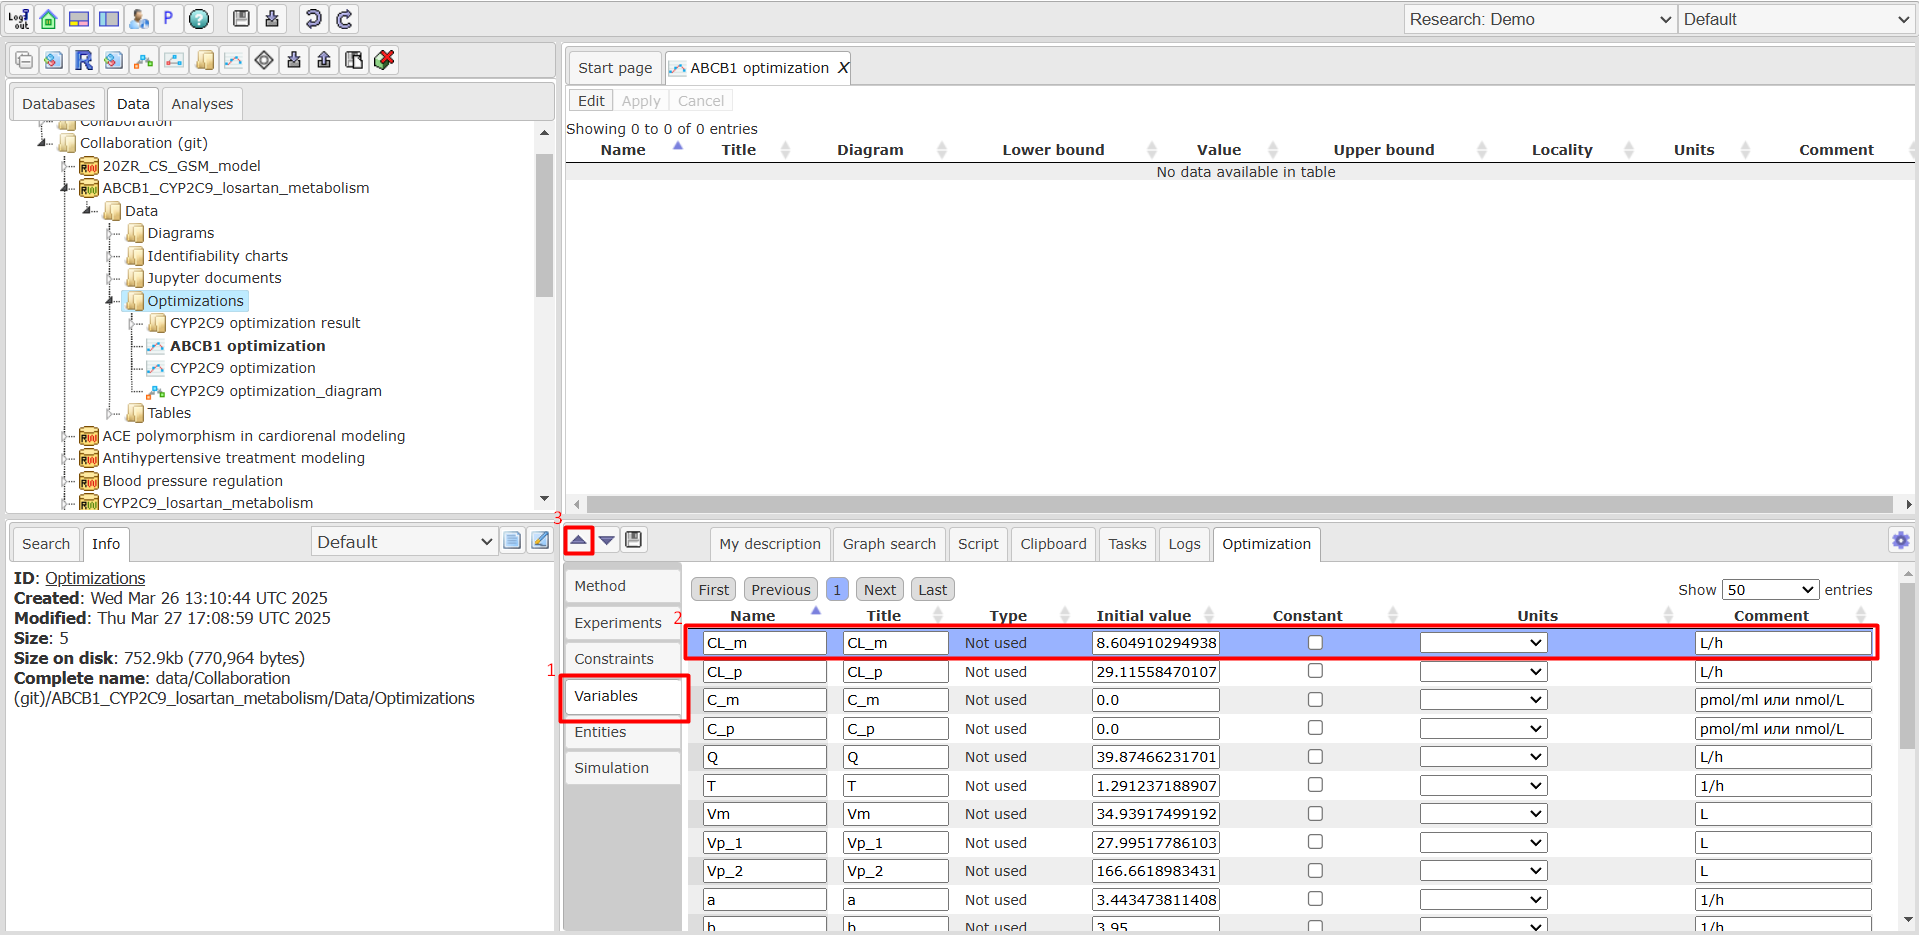 Log out P Research: Demo Default
Start page ABCB1 optimization X
Databases Data Analyses
Edit Apply Cancel
Showing 0 to 0 of 0 entries
Name Title Diagram Lower bound Value Upper bound Locality Units Comment
No data available in table
Collaboration
Collaboration (git)
20ZR_CS_GSM_model
ABCB1_CYP2C9_losartan_metabolism
Data
Diagrams
Identifiability charts
Jupyter documents
Optimizations
CYP2C9 optimization result
ABCB1 optimization
CYP2C9 optimization
CYP2C9 optimization_diagram
Tables
ACE polymorphism in cardiorenal modeling
Antihypertensive treatment modeling
Blood pressure regulation
CYP2C9_losartan_metabolism
Search Info Default
ID: Optimizations
Created: Wed Mar 26 13:10:44 UTC 2025
Modified: Thu Mar 27 17:08:59 UTC 2025
Size: 5
Size on disk: 752.9kb (770,964 bytes)
Complete name: data/Collaboration
(git)/ABCB1_CYP2C9_losartan_metabolism/Data/Optimizations
3
My description Graph search Script Clipboard Tasks Logs Optimization
Method
Experiments
Constraints
1
Variables
Entities
Simulation
First Previous 1 Next Last Show 50 entries
Name Title Type Initial value Constant Units Comment
2
CL_m CL_m Not used 8.604910294938 L/h
CL_p CL_p Not used 29.11558470107 L/h
C_m C_m Not used 0.0 pmol/ml или nmol/L
C_p C_p Not used 0.0 pmol/ml или nmol/L
Q Q Not used 39.87466231701 L/h
T T Not used 1.291237188907 1/h
Vm Vm Not used 34.93917499192 L
Vp_1 Vp_1 Not used 27.99517786103 L
Vp_2 Vp_2 Not used 166.6618983431 L
a a Not used 3.443473811408 1/h
b b Not used 3.95 1/h